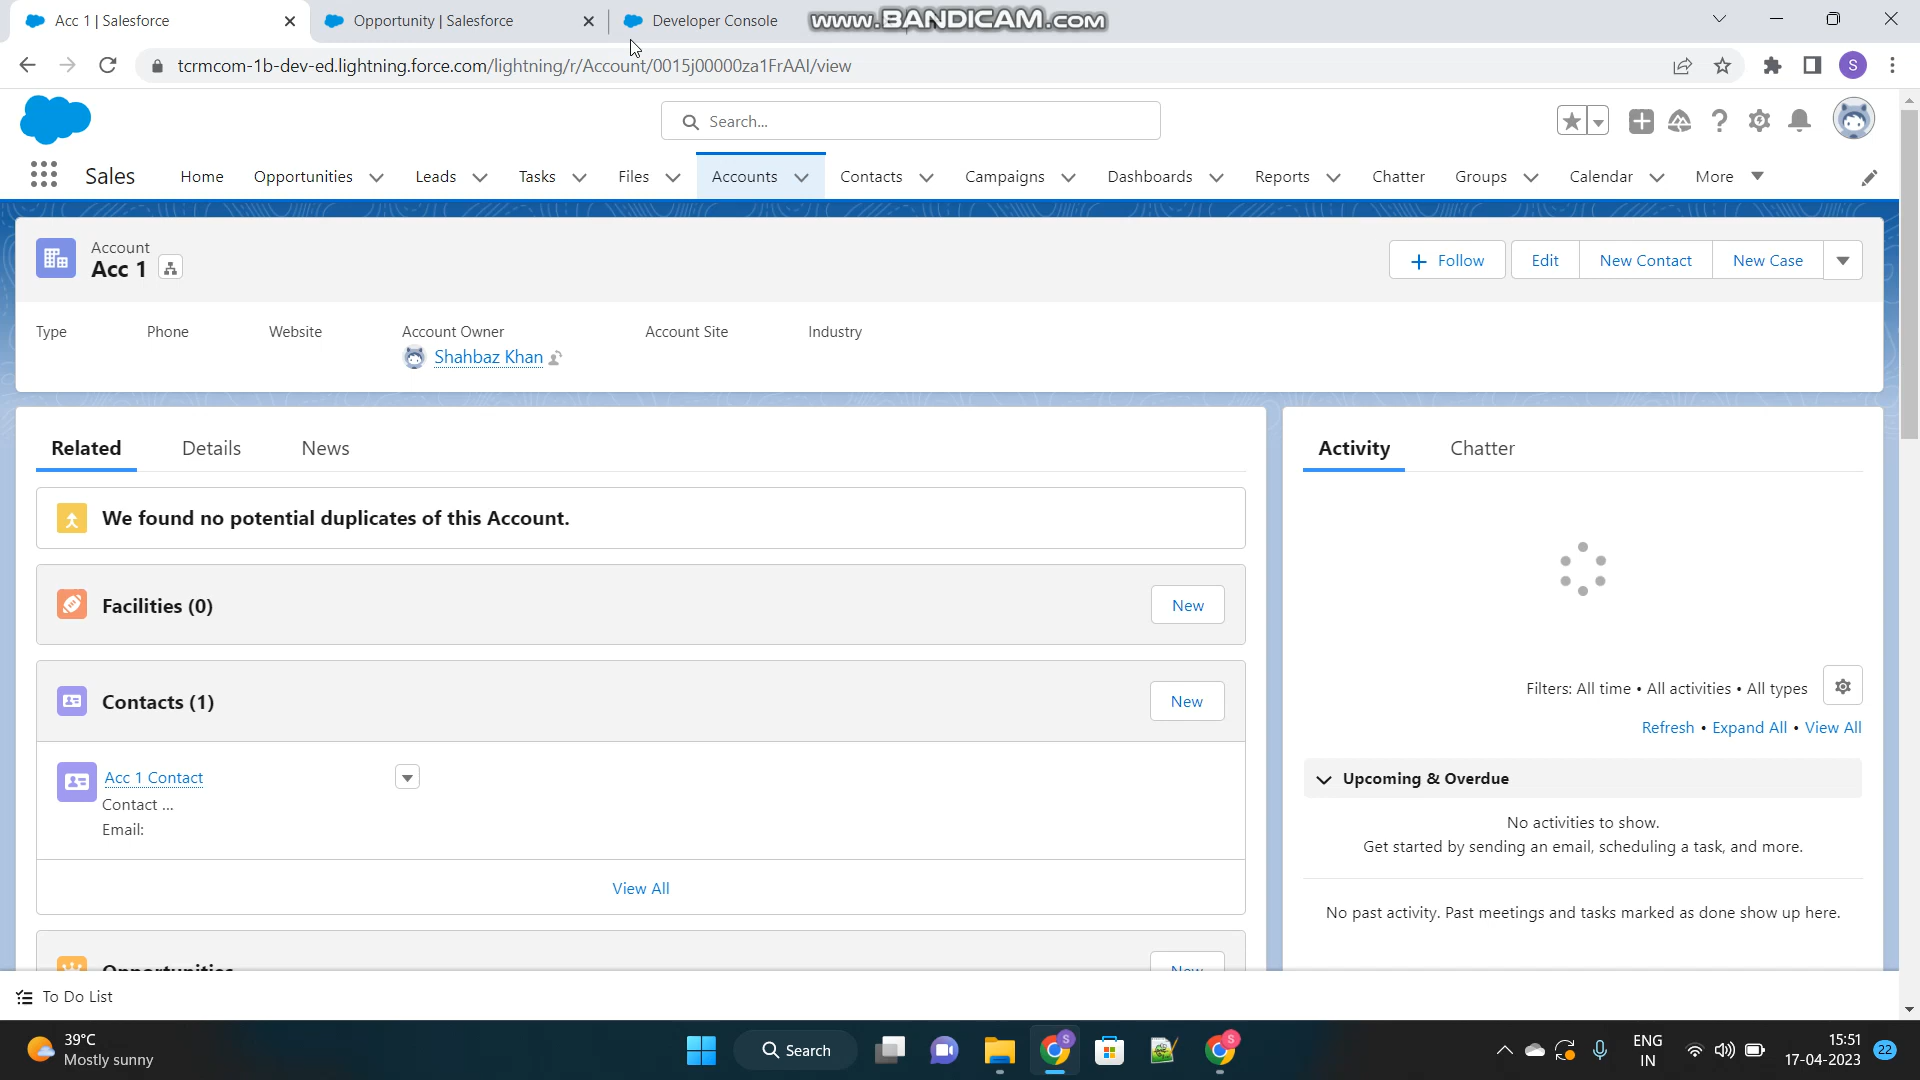 Acc 1 | Salesforce
Opportunity | Salesforce
Developer Console
www.BANDICAM.com
tcrmcom-1b-dev-ed.lightning.force.com/lightning/r/Account/0015j00000za1FrAAI/view
S
Search...
Sales
Home
Opportunities
Leads
Tasks
Files
Accounts
Contacts
Campaigns
Dashboards
Reports
Chatter
Groups
Calendar
More
Account
Acc 1
Follow
Edit
New Contact
New Case
Type
Phone
Website
Account Owner
Account Site
Industry
Shahbaz Khan
Related
Details
News
Activity
Chatter
We found no potential duplicates of this Account.
Facilities (0)
New
Contacts (1)
New
Acc 1 Contact
Contact ...
Email:
View All
Opportunities
New
Filters: All time • All activities • All types
Refresh • Expand All • View All
Upcoming & Overdue
No activities to show.
Get started by sending an email, scheduling a task, and more.
No past activity. Past meetings and tasks marked as done show up here.
To Do List
39°C
Mostly sunny
Search
S
S
ENG
IN
15:51
17-04-2023
22